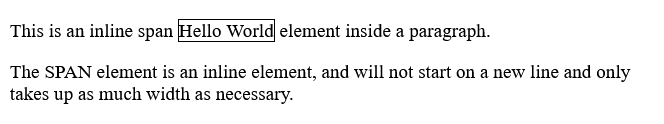 This is an inline span Hello World element inside a paragraph.
The SPAN element is an inline element, and will not start on a new line and only
takes up as much width as necessary.